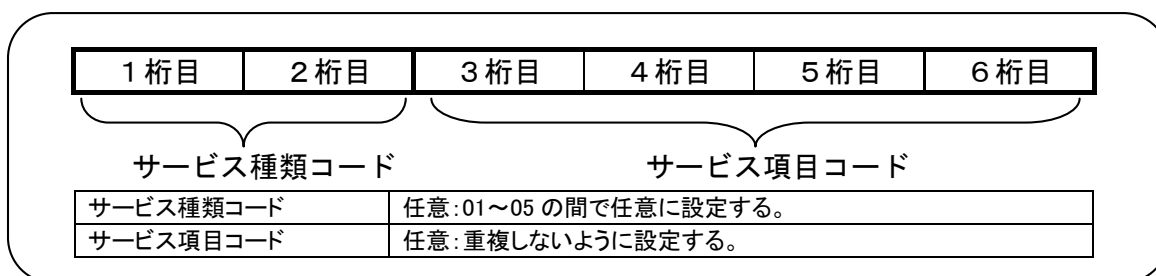 １桁目 ２桁目 ３桁目 ４桁目 ５桁目 ６桁目
サービス種類コード サービス項目コード
サービス種類コード 任意：01～05 の間で任意に設定する。
サービス項目コード 任意：重複しないように設定する。